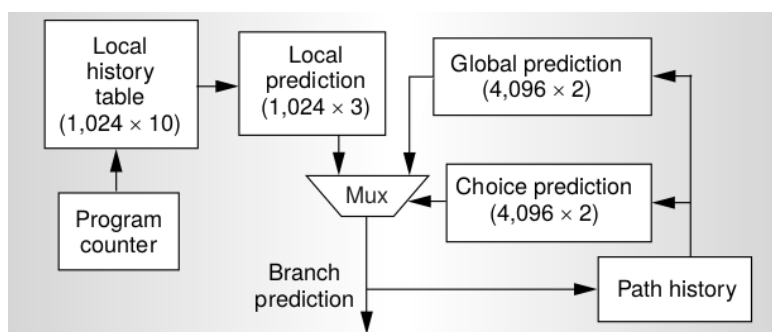 Local
history
table
(1,024 × 10)
Local
prediction
(1,024 × 3)
Global prediction
(4,096 × 2)
Mux
Choice prediction
(4,096 × 2)
Program
counter
Branch
prediction
Path history